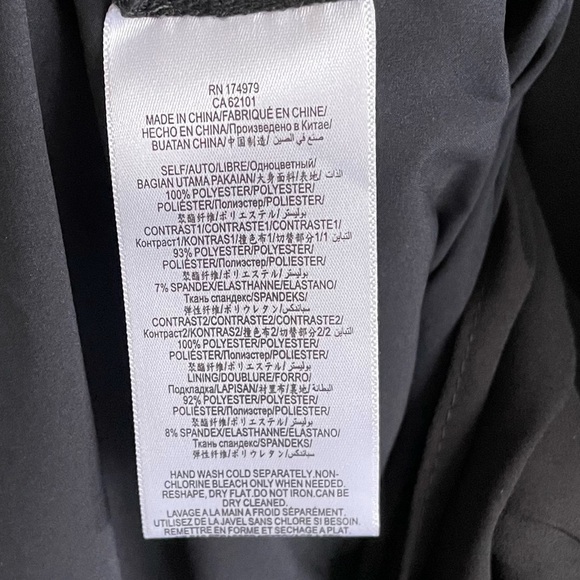 RN 174979
CA 62101
MADE IN CHINA/FABRIQUÉ EN CHINE/
HECHO EN CHINA/Произведено в Китае/
BUATAN CHINA/中国制造/ صنع في الصين
SELF/AUTO/LIBRE/Одноцветный/
BAGIAN UTAMA PAKAIAN/大身面料/表地/ الذات
100% POLYESTER/POLYESTER/
POLIÉSTER/Полиэстер/POLIESTER/
聚酯纤维/ポリエステル/بوليستر
CONTRAST1/CONTRASTE1/CONTRASTE1/
Контраст1/KONTRAS1/撞色布1/切替部分1/ التباين 1
93% POLYESTER/POLYESTER/
POLIÉSTER/Полиэстер/POLIESTER/
聚酯纤维/ポリエステル/بوليستر
7% SPANDEX/ELASTHANNE/ELASTANO/
Ткань спандекс/SPANDEKS/
弹性纤维/ポリウレタン/سباندكس
CONTRAST2/CONTRASTE2/CONTRASTE2/
Контраст2/KONTRAS2/撞色布2/切替部分2/ التباين 2
100% POLYESTER/POLYESTER/
POLIÉSTER/Полиэстер/POLIESTER/
聚酯纤维/ポリエステル/بوليستر
LINING/DOUBLURE/FORRO/
Подкладка/LAPISAN/衬里布/裏地/ البطانة
92% POLYESTER/POLYESTER/
POLIÉSTER/Полиэстер/POLIESTER/
聚酯纤维/ポリエステル/بوليستر
8% SPANDEX/ELASTHANNE/ELASTANO/
Ткань спандекс/SPANDEKS/
弹性纤维/ポリウレタン/سباندكس
HAND WASH COLD SEPARATELY.NON-
CHLORINE BLEACH ONLY WHEN NEEDED.
RESHAPE, DRY FLAT.DO NOT IRON.CAN BE
DRY CLEANED.
LAVAGE A LA MAIN A FROID SÉPARÉMENT.
UTILISEZ DE LA JAVEL SANS CHLORE SI BESOIN.
REMETTRE EN FORME ET SECHAGE A PLAT.